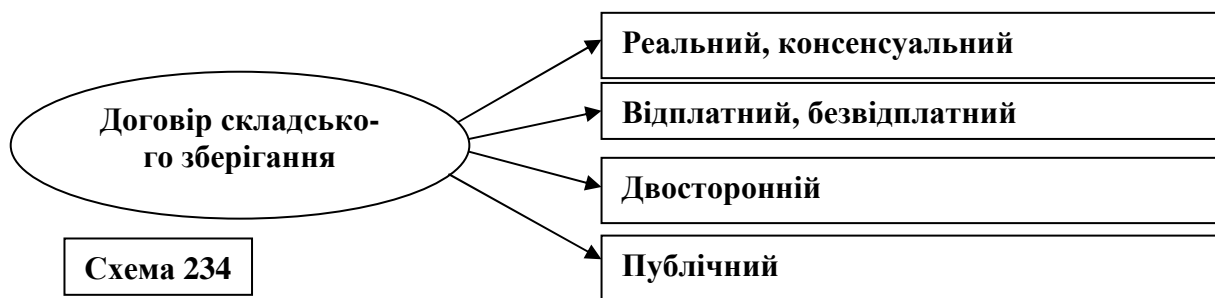 Договір складсько-
го зберігання
Реальний, консенсуальний
Відплатний, безвідплатний
Двосторонній
Публічний
Схема 234